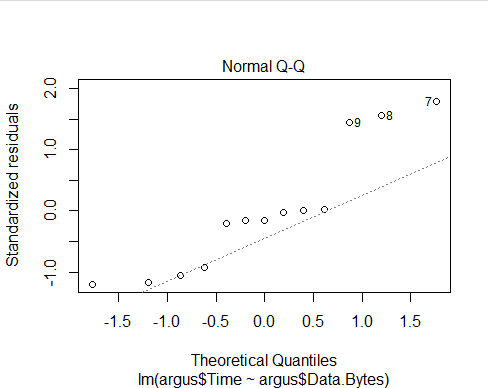 Normal Q-Q
Standardized residuals
2.0
1.0
0.0
-1.0
7
8
9
-1.5 -1.0 -0.5 0.0 0.5 1.0 1.5
Theoretical Quantiles
lm(argus$Time ~ argus$Data.Bytes)